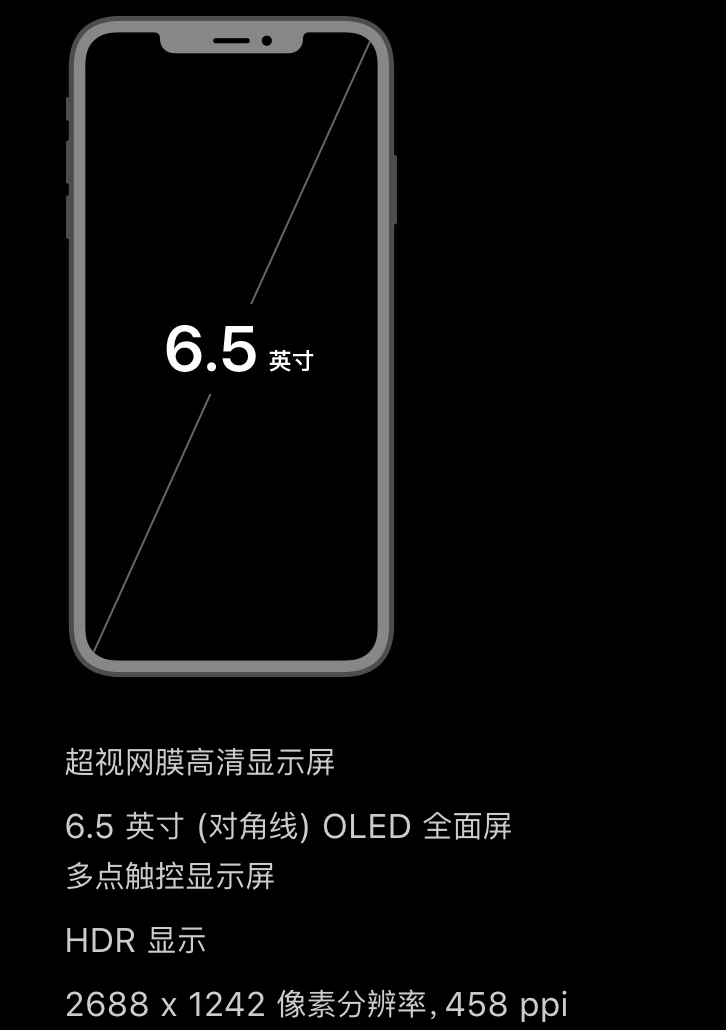 6.5 英寸
超视网膜高清显示屏
6.5 英寸 (对角线) OLED 全面屏
多点触控显示屏
HDR 显示
2688 x 1242 像素分辨率, 458 ppi